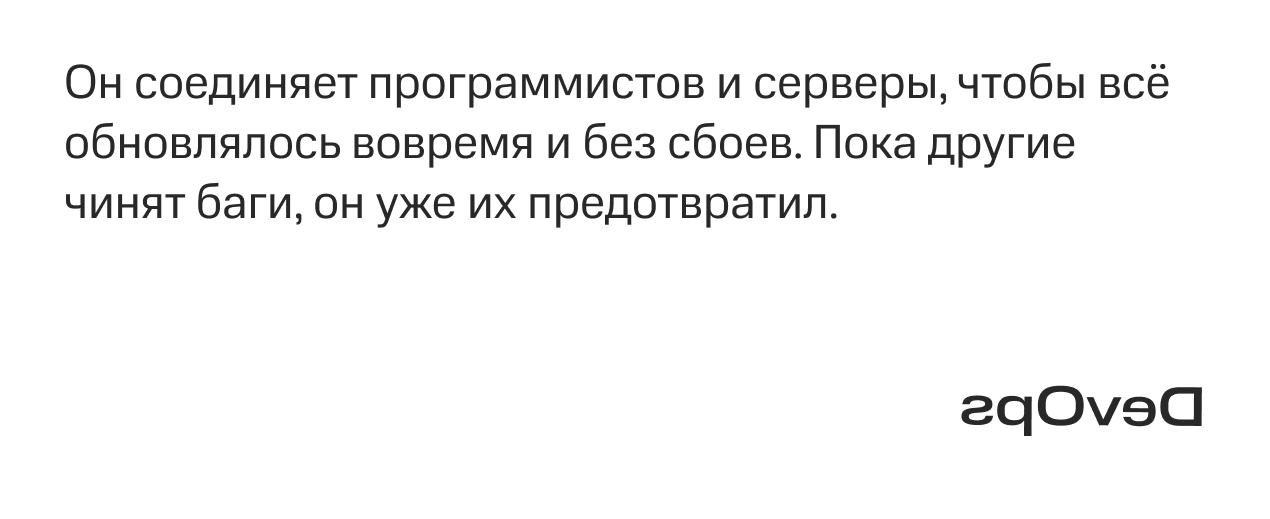 Он соединяет программистов и серверы, чтобы всё
обновлялось вовремя и без сбоев. Пока другие
чинят баги, он уже их предотвратил.
DevOps